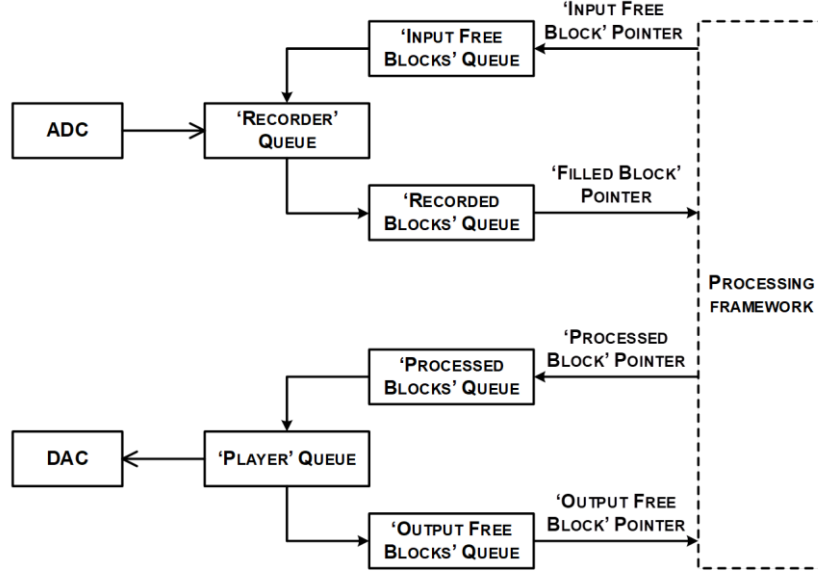 'INPUT FREE
BLOCK' POINTER
'INPUT FREE
BLOCKS' QUEUE
ADC
'RECORDER'
QUEUE
'FILLED BLOCK'
POINTER
'RECORDED
BLOCKS' QUEUE
PROCESSING
FRAMEWORK
'PROCESSED
BLOCK' POINTER
'PROCESSED
BLOCKS' QUEUE
DAC
'PLAYER' QUEUE
'OUTPUT FREE
BLOCK' POINTER
'OUTPUT FREE
BLOCKS' QUEUE